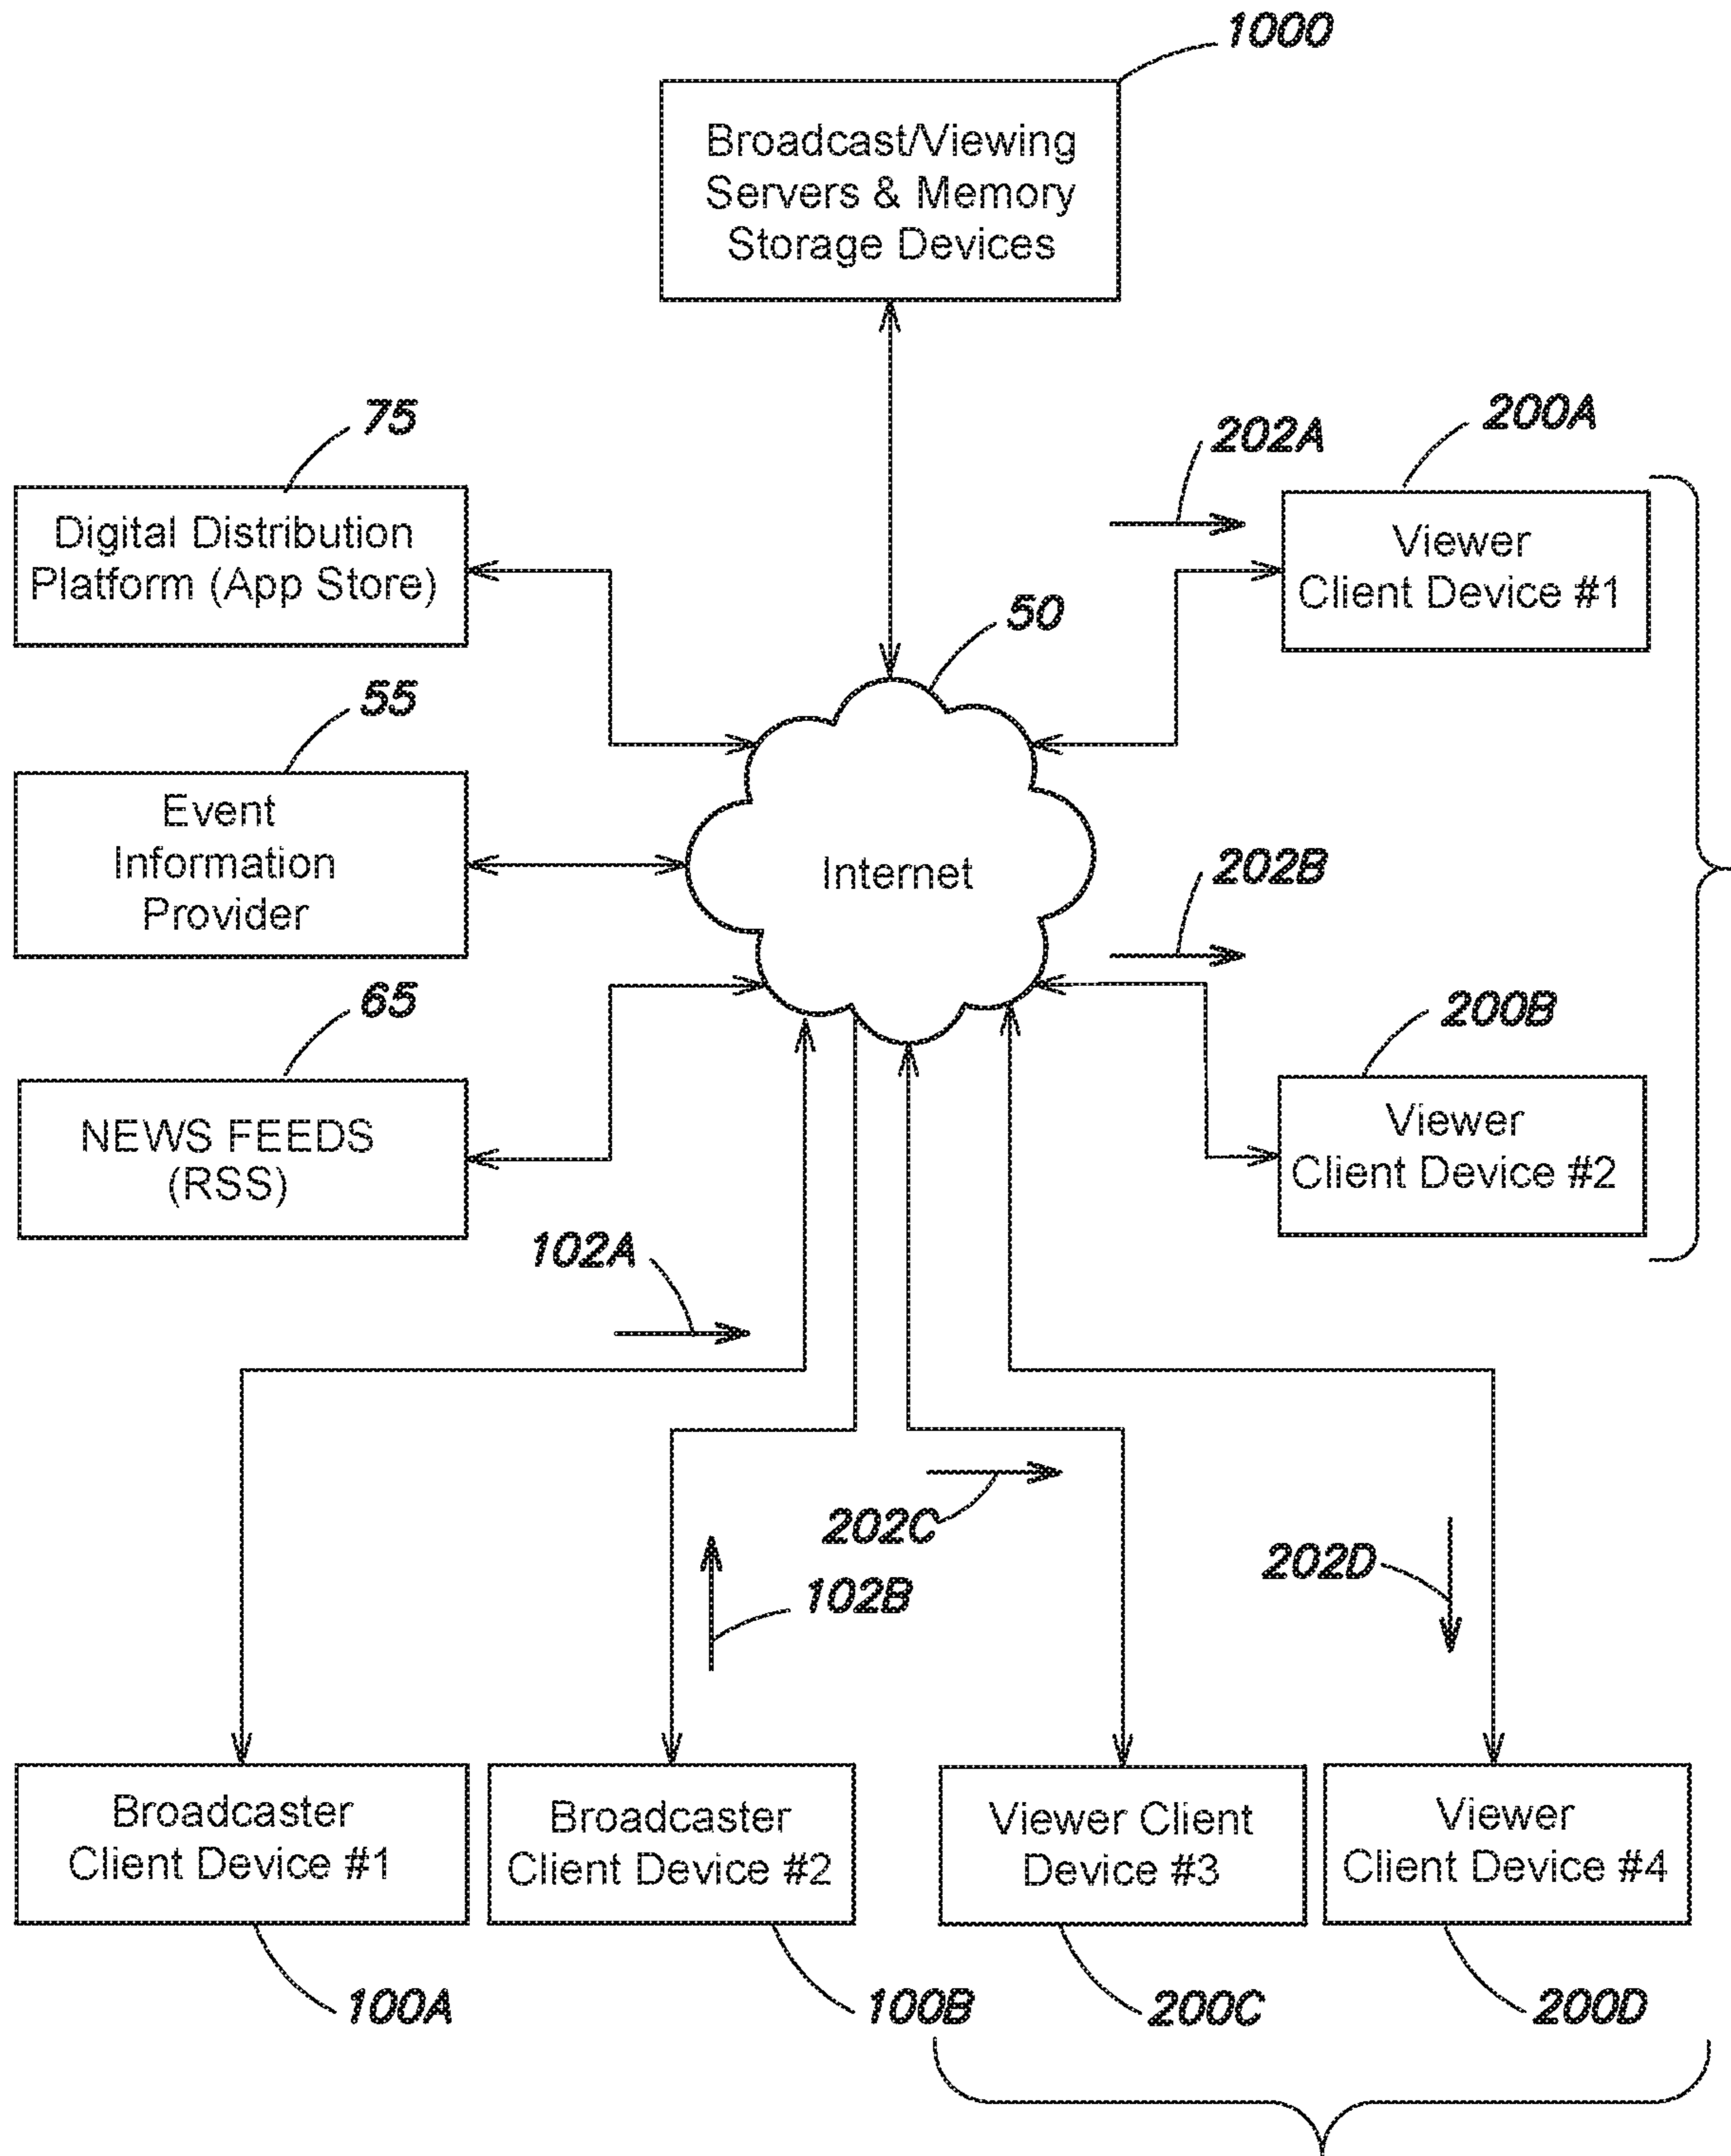 1000
Broadcast/Viewing
Servers & Memory
Storage Devices
75
Digital Distribution
Platform (App Store)
202A
200A
Viewer
Client Device #1
50
55
Event
Information
Provider
Internet
202B
65
NEWS FEEDS
(RSS)
200B
Viewer
Client Device #2
102A
202C
102B
202D
Broadcaster
Client Device #1
Broadcaster
Client Device #2
Viewer Client
Device #3
Viewer
Client Device #4
100A
100B
200C
200D